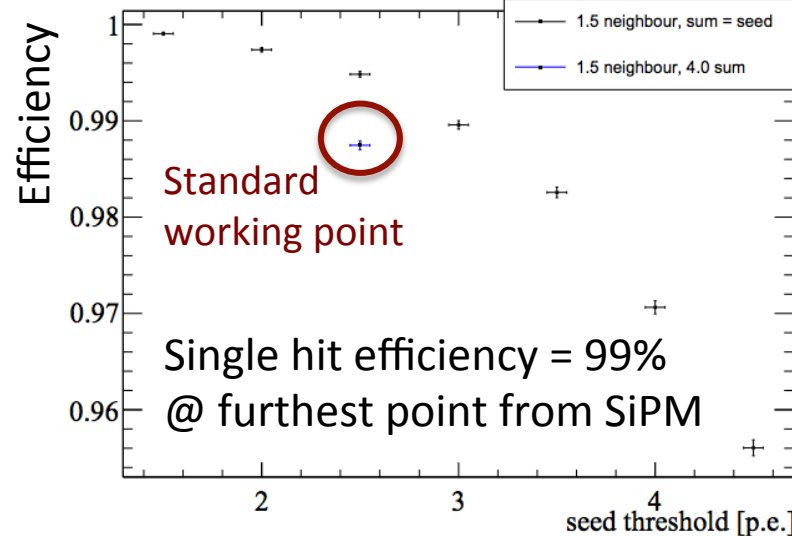 1.5 neighbour, sum = seed
1.5 neighbour, 4.0 sum
Efficiency
1
0.99
0.98
0.97
0.96
Standard
working point
Single hit efficiency = 99%
@ furthest point from SiPM
2
3
4
seed threshold [p.e.]